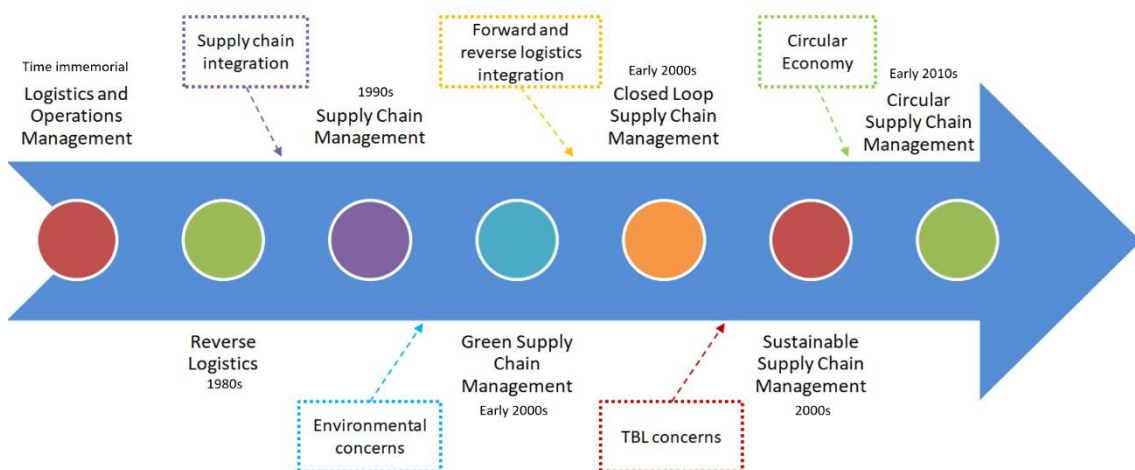 Time immemorial
Logistics and
Operations
Management
Supply chain
integration
1990s
Supply Chain
Management
Forward and
reverse logistics
integration
Early 2000s
Closed Loop
Supply Chain
Management
Circular
Economy
Early 2010s
Circular
Supply Chain
Management
Reverse
Logistics
1980s
Environmental
concerns
Green Supply
Chain
Management
Early 2000s
TBL concerns
Sustainable
Supply Chain
Management
2000s